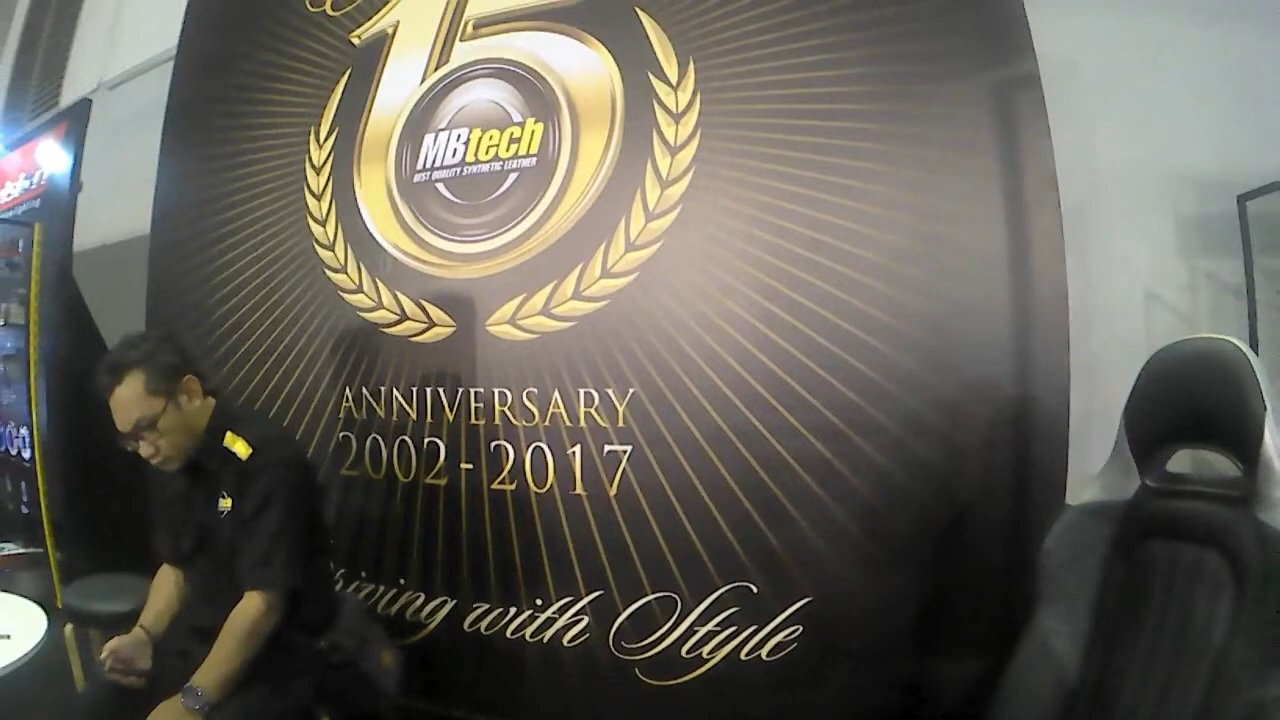 15
MBtech
BEST QUALITY SYNTHETIC LEATHER
ANNIVERSARY
2002-2017
with Style